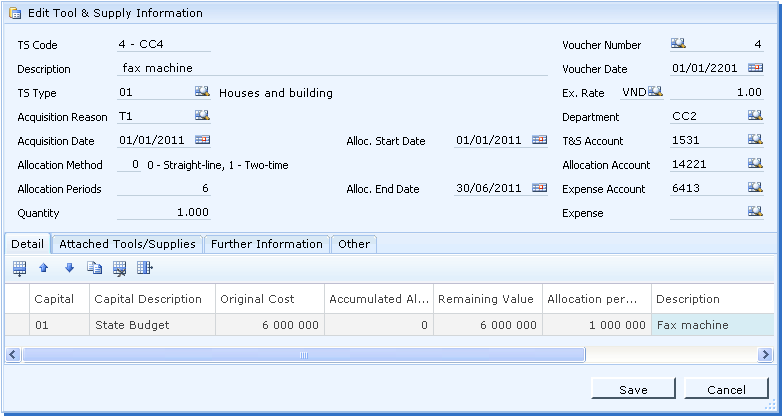 Edit Tool & Supply Information
TS Code 4 - CC4 Voucher Number 4
Description fax machine Voucher Date 01/01/2201
TS Type 01 Houses and building Ex. Rate VND 1.00
Acquisition Reason T1 Department CC2
Acquisition Date 01/01/2011 Alloc. Start Date 01/01/2011 T&S Account 1531
Allocation Method 0 0 - Straight-line, 1 - Two-time Allocation Account 14221
Allocation Periods 6 Alloc. End Date 30/06/2011 Expense Account 6413
Quantity 1.000 Expense
Detail Attached Tools/Supplies Further Information Other
Capital Capital Description Original Cost Accumulated Al... Remaining Value Allocation per... Description
01 State Budget 6 000 000 0 6 000 000 1 000 000 Fax machine
Save Cancel